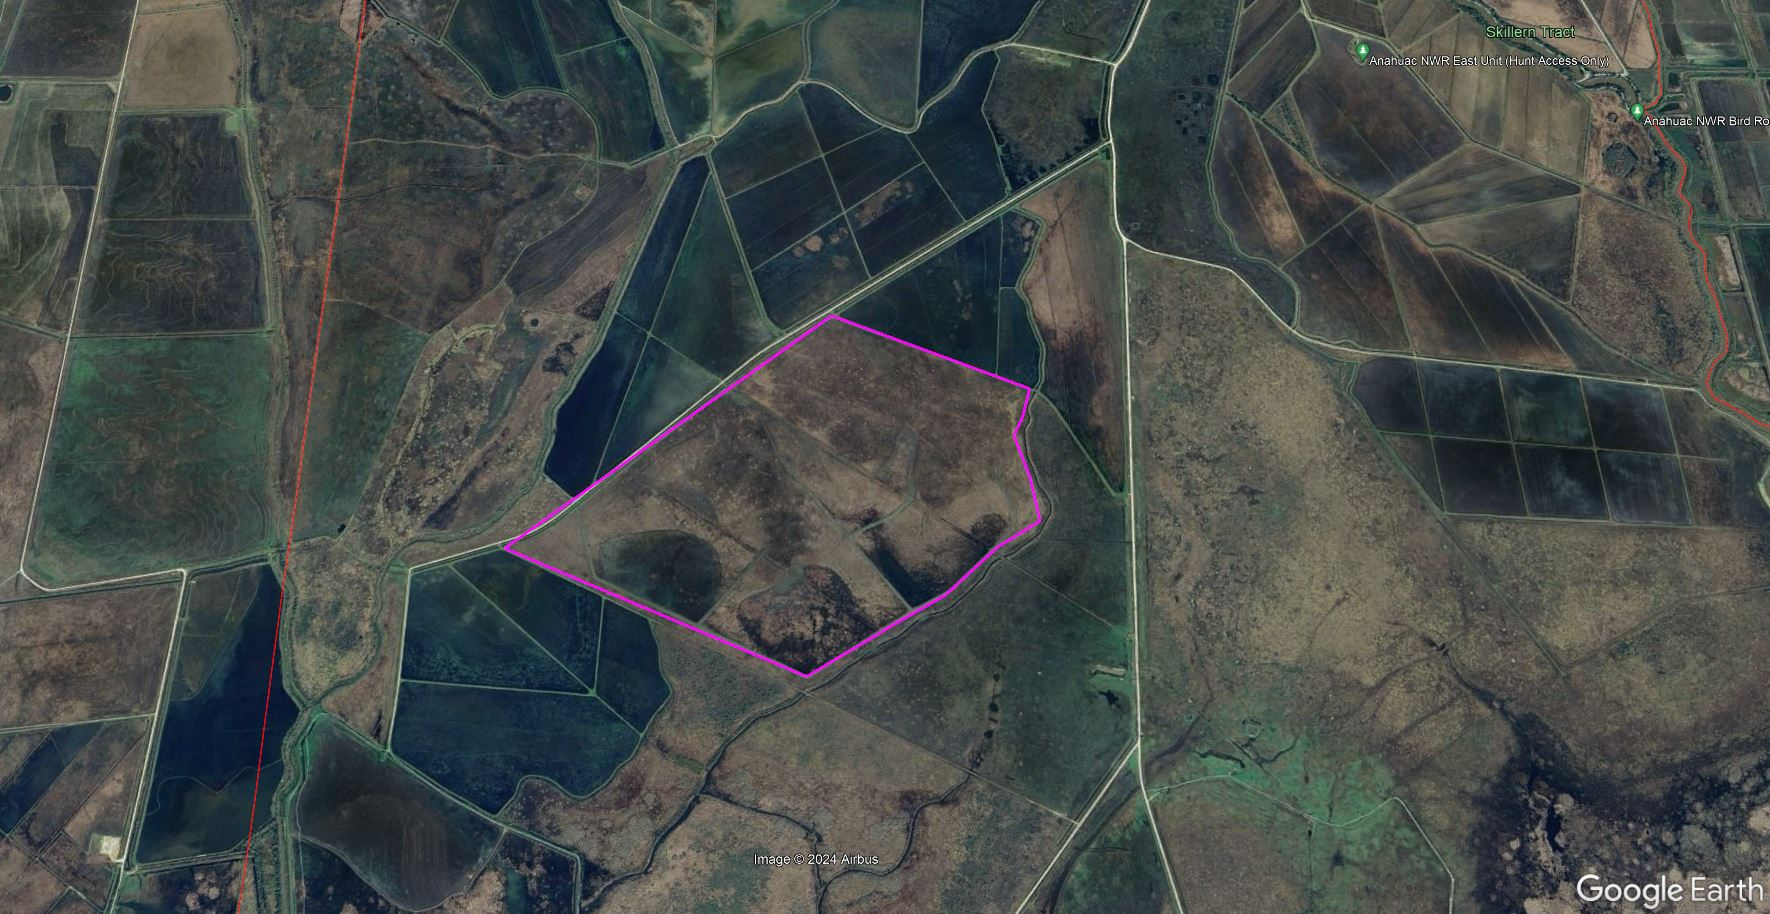 Skillern Tract
Anahuac NWR East Unit (Hunt Access Only)
Anahuac NWR Bird Ro
Image © 2024 Airbus
Google Earth